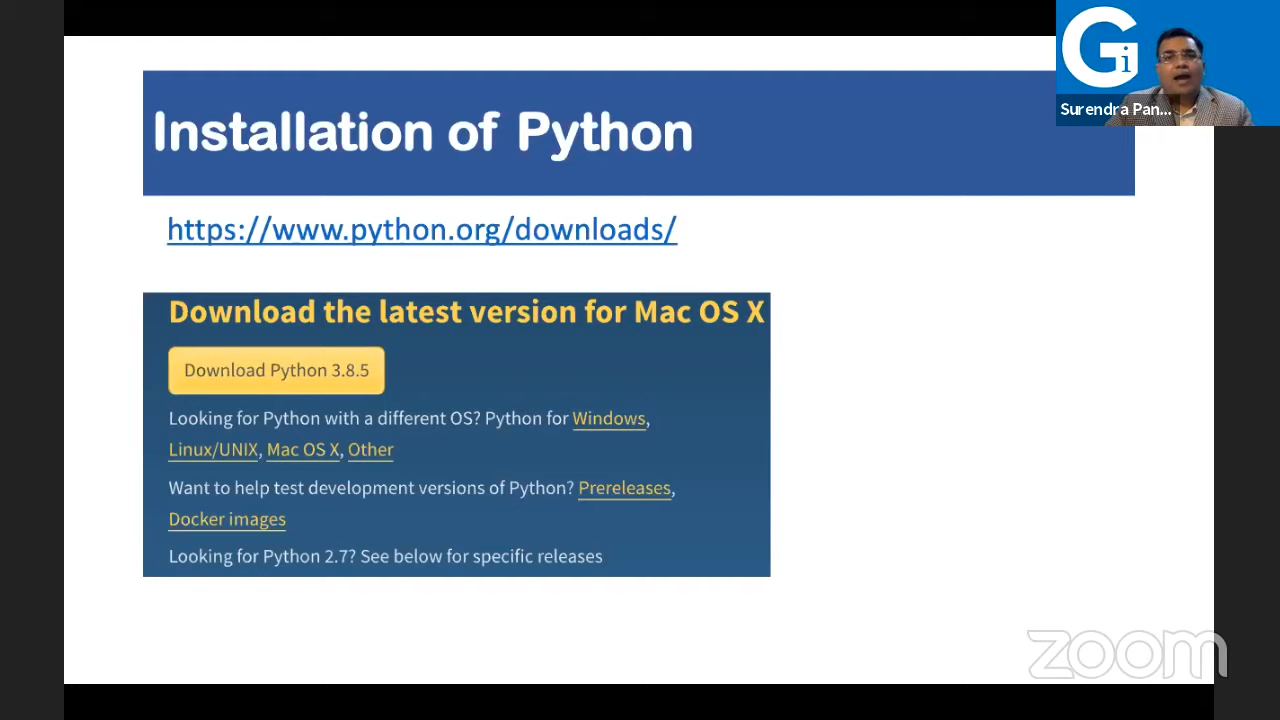 Gi
Surendra Pan...
Installation of Python
https://www.python.org/downloads/
Download the latest version for Mac OS X
Download Python 3.8.5
Looking for Python with a different OS? Python for Windows,
Linux/UNIX, Mac OS X, Other
Want to help test development versions of Python? Prereleases,
Docker images
Looking for Python 2.7? See below for specific releases
zoom